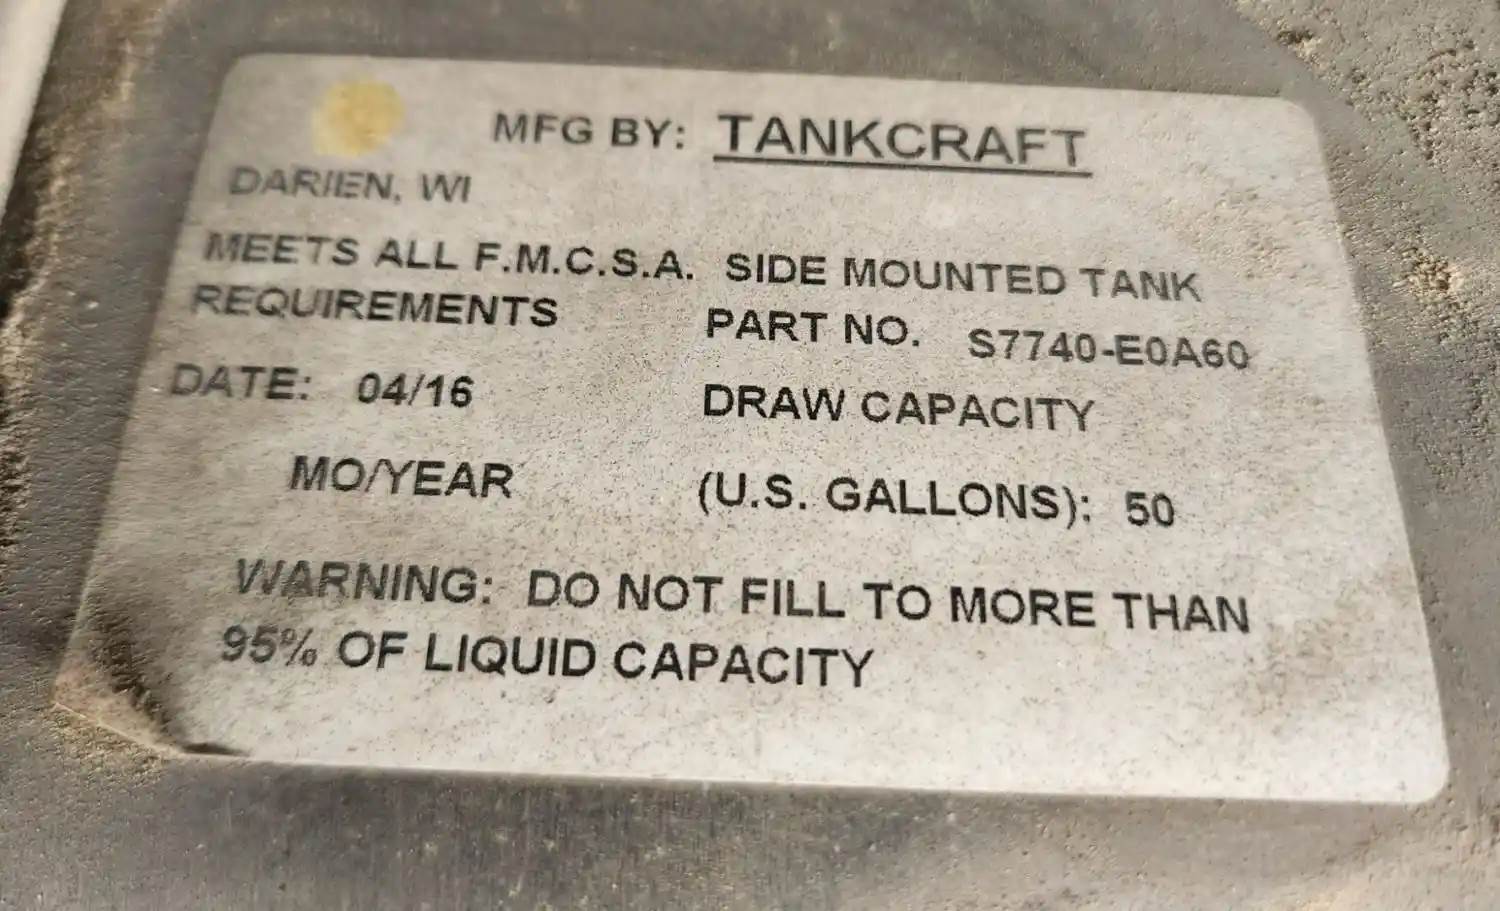 MFG BY: TANKCRAFT
DARIEN, WI
MEETS ALL F.M.C.S.A. SIDE MOUNTED TANK
REQUIREMENTS PART NO. S7740-E0A60
DATE: 04/16 DRAW CAPACITY
MO/YEAR (U.S. GALLONS): 50
WARNING: DO NOT FILL TO MORE THAN
95% OF LIQUID CAPACITY